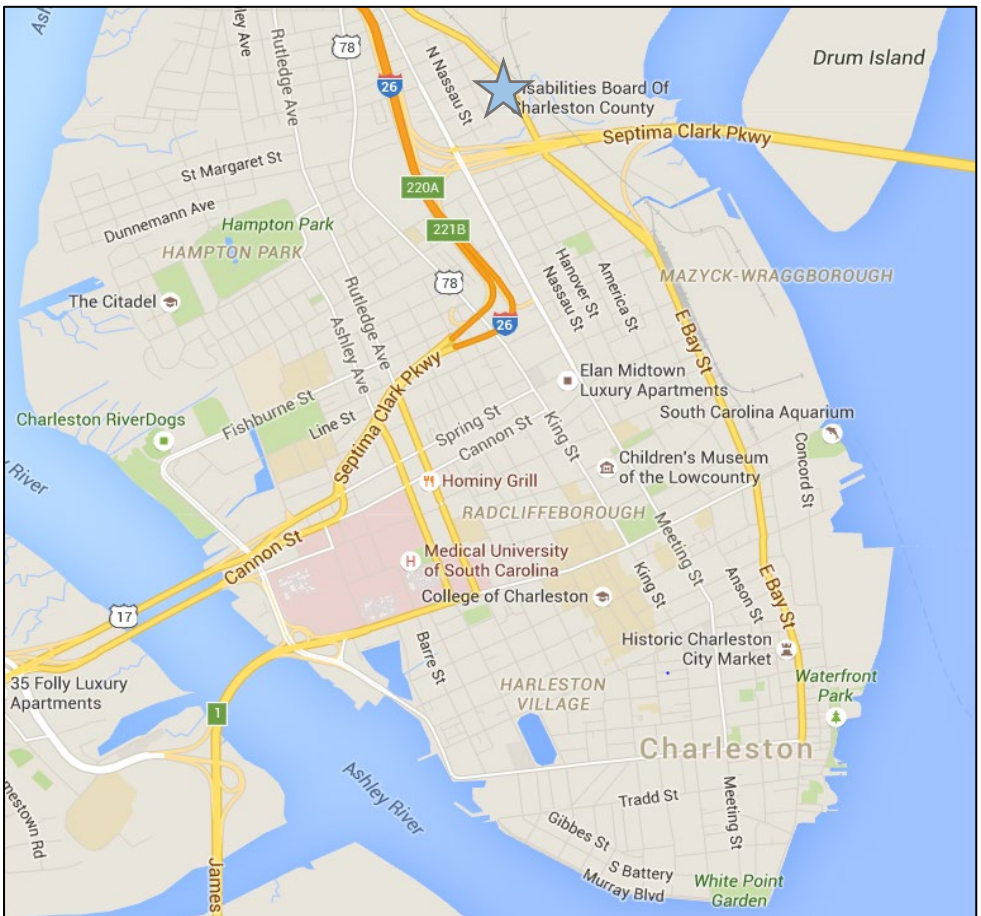 Ashl
ley Ave
Rutledge Ave
78
26
N Nassau St
isabilities Board Of
harleston County
Drum Island
Septima Clark Pkwy
St Margaret St
220A
Dunnemann Ave
Hampton Park
221B
HAMPTON PARK
78
Hanover St
Nassau St
America St
MAZYCK-WRAGGBOROUGH
The Citadel
Rutledge Ave
Ashley Ave
26
E Bay St
Septima Clark Pkwy
Elan Midtown
Luxury Apartments
Fishburne St
Line St
Spring St
Cannon St
King St
South Carolina Aquarium
Charleston RiverDogs
Concord St
y River
Children's Museum
of the Lowcountry
Hominy Grill
RADCLIFFEBOROUGH
Cannon St
H
Medical University
of South Carolina
Meeting St
King St
Anson St
E Bay St
College of Charleston
17
Barre St
Historic Charleston
City Market
35 Folly Luxury
Apartments
HARLESTON
VILLAGE
Waterfront
Park
1
Charleston
Ashley River
Meeting St
Tradd St
mestown Rd
Gibbes St
James
S Battery
Murray Blvd
White Point
Garden